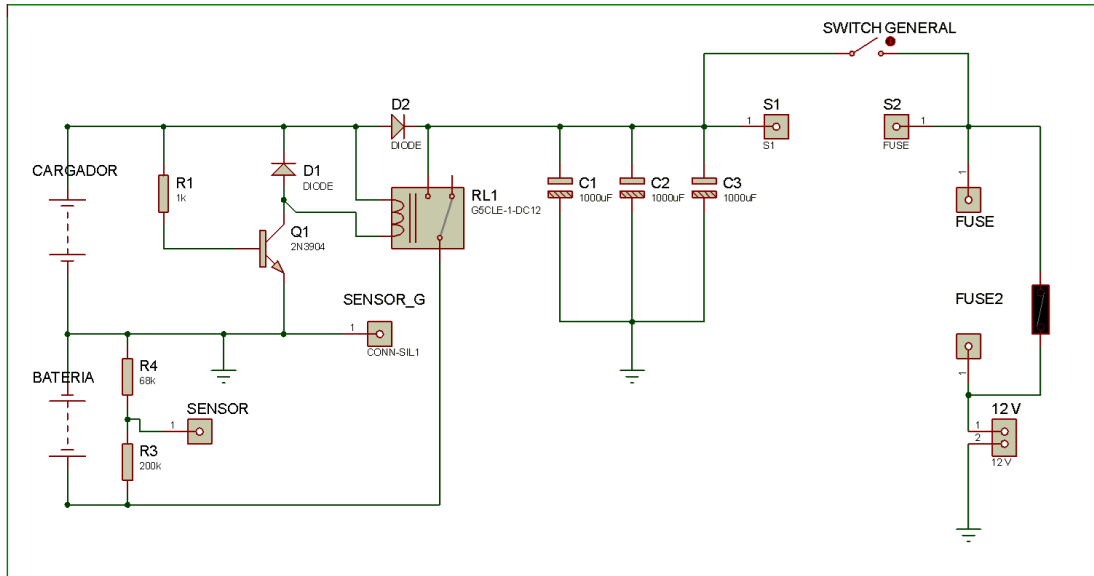 SWITCH GENERAL
D2
DIODE
1
S1
S1
S2
1
FUSE
CARGADOR
R1
1k
D1
DIODE
RL1
G5CLE-1-DC12
C1
1000uF
C2
1000uF
C3
1000uF
1
FUSE
Q1
2N3904
SENSOR_G
1
CONN-SIL1
FUSE2
1
BATERIA
R4
68k
SENSOR
1
R3
200k
12 V
1
2
12 V